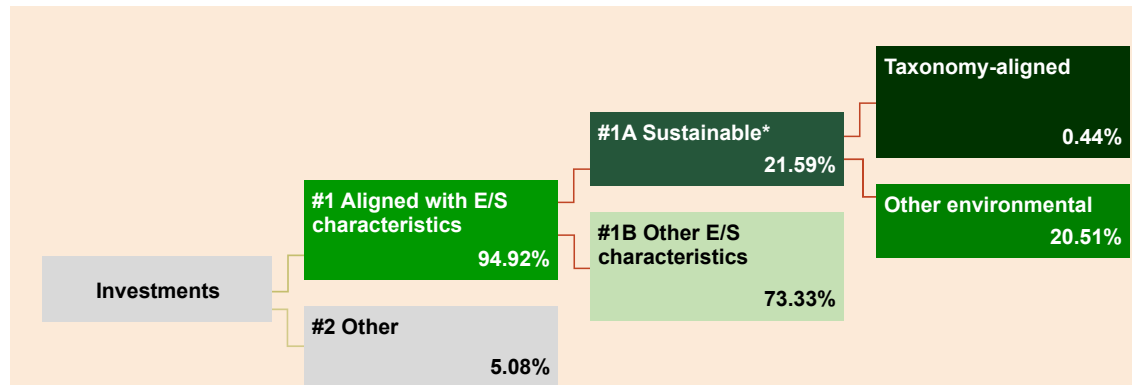 Investments
#1 Aligned with E/S
characteristics
94.92%
#2 Other
5.08%
#1A Sustainable*
21.59%
#1B Other E/S
characteristics
73.33%
Taxonomy-aligned
0.44%
Other environmental
20.51%